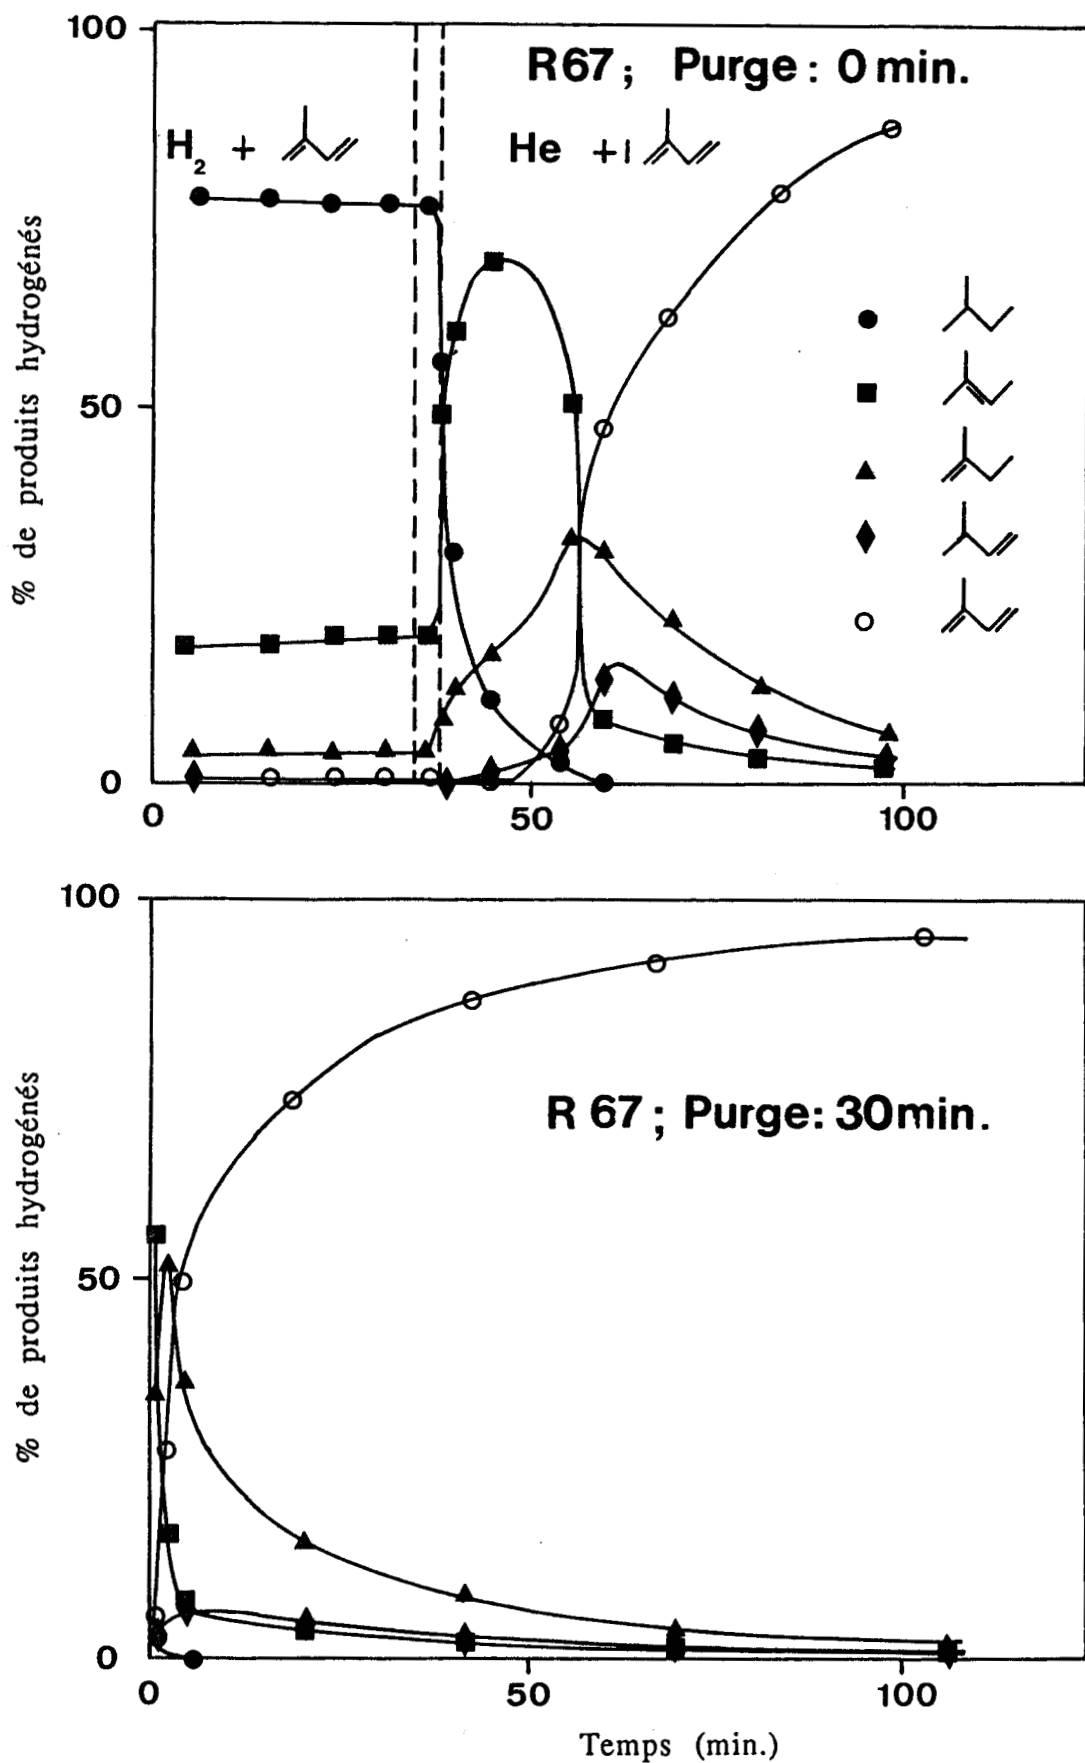 100
R67; Purge: 0 min.
H2 +
He +
% de produits hydrogénés
50
0
0 50 100
100
R 67; Purge: 30min.
% de produits hydrogénés
50
0
0 50 100
Temps (min.)